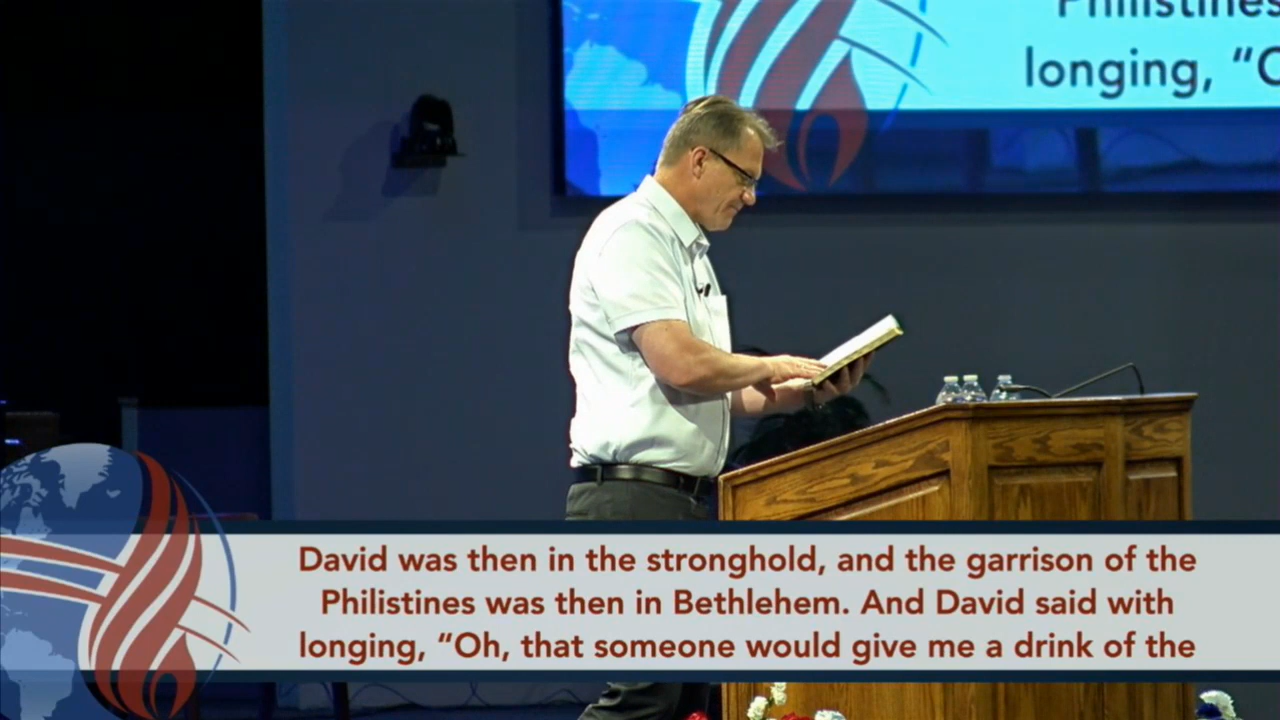 Philistines
longing, “O
David was then in the stronghold, and the garrison of the
Philistines was then in Bethlehem. And David said with
longing, “Oh, that someone would give me a drink of the